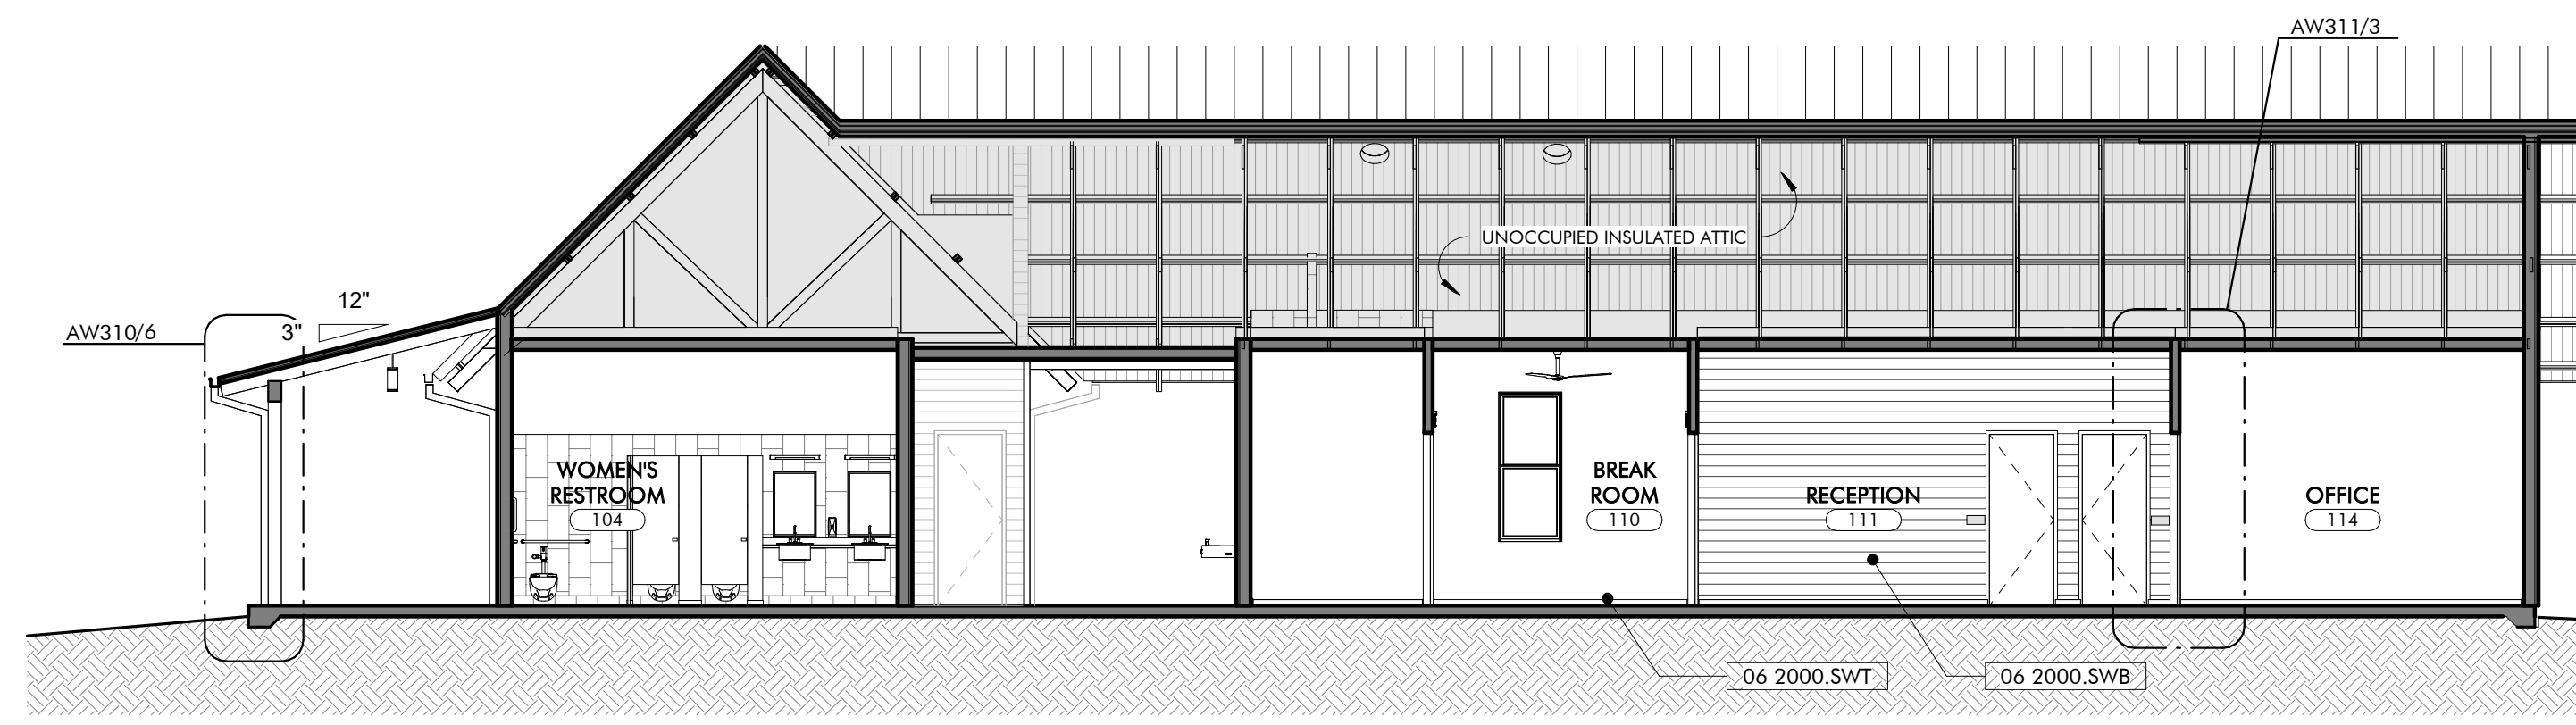 AW311/3
UNOCCUPIED INSULATED ATTIC
12"
3"
AW310/6
WOMEN'S
RESTROOM
104
BREAK
ROOM
110
RECEPTION
111
OFFICE
114
06 2000.SWT
06 2000.SWB